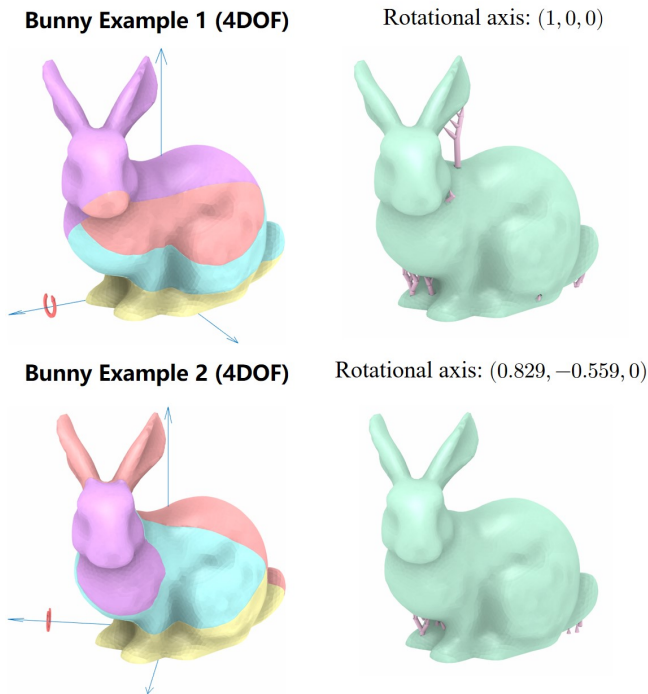 Bunny Example 1 (4DOF)
Rotational axis: (1, 0, 0)
Bunny Example 2 (4DOF)
Rotational axis: (0.829, −0.559, 0)